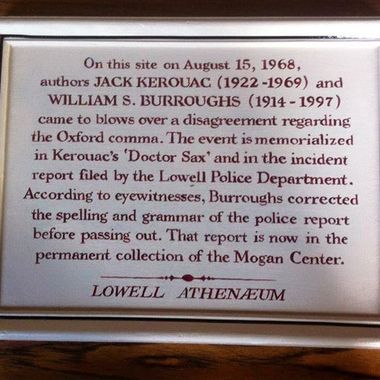 On this site on August 15, 1968,
authors JACK KEROUAC (1922-1969) and
WILLIAM S. BURROUGHS (1914-1997)
came to blows over a disagreement regarding
the Oxford comma. The event is memorialized
in Kerouac's 'Doctor Sax' and in the incident
report filed by the Lowell Police Department.
According to eyewitnesses, Burroughs corrected
the spelling and grammar of the police report
before passing out. That report is now in the
permanent collection of the Mogan Center.
LOWELL ATHENÆUM